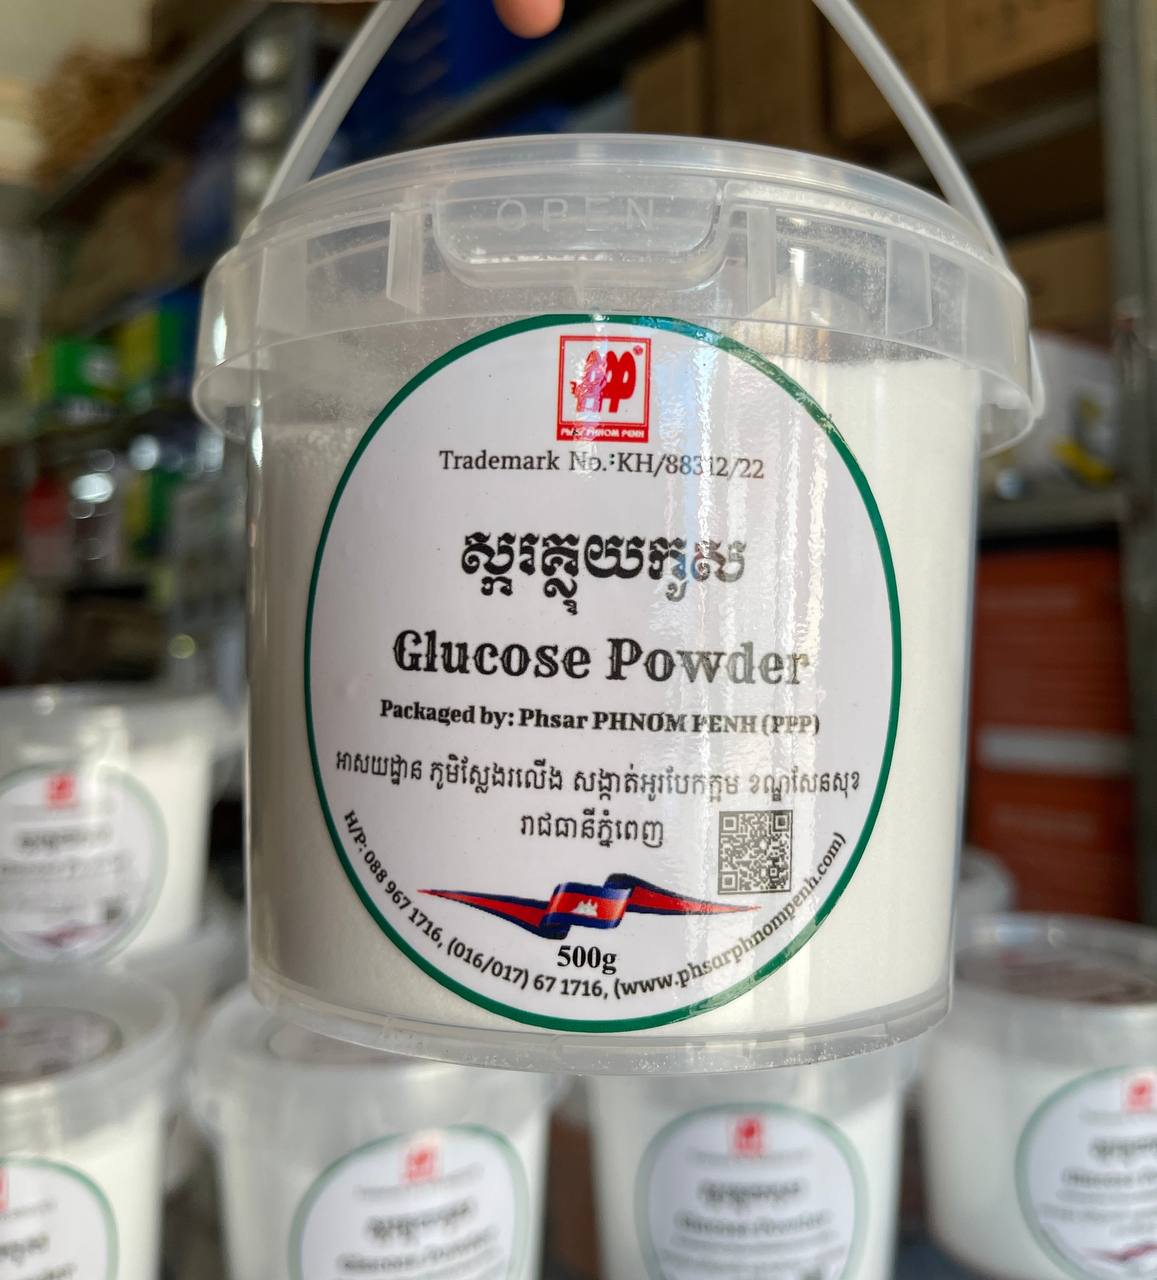 OPEN
PPP
PHSAR PHNOM PENH
Trademark No.:KH/88312/22
ស្ករគ្លុយកូស
Glucose Powder
Packaged by: Phsar PHNOM PENH (PPP)
អាសយដ្ឋាន ភូមិស្លែងរលើង សង្កាត់អូរបែកក្អម ខណ្ឌសែនសុខ
រាជធានីភ្នំពេញ
500g
H/P: 088 967 1716, (016/017) 67 1716, (www.phsarphnompenh.com)
Glucose Powder